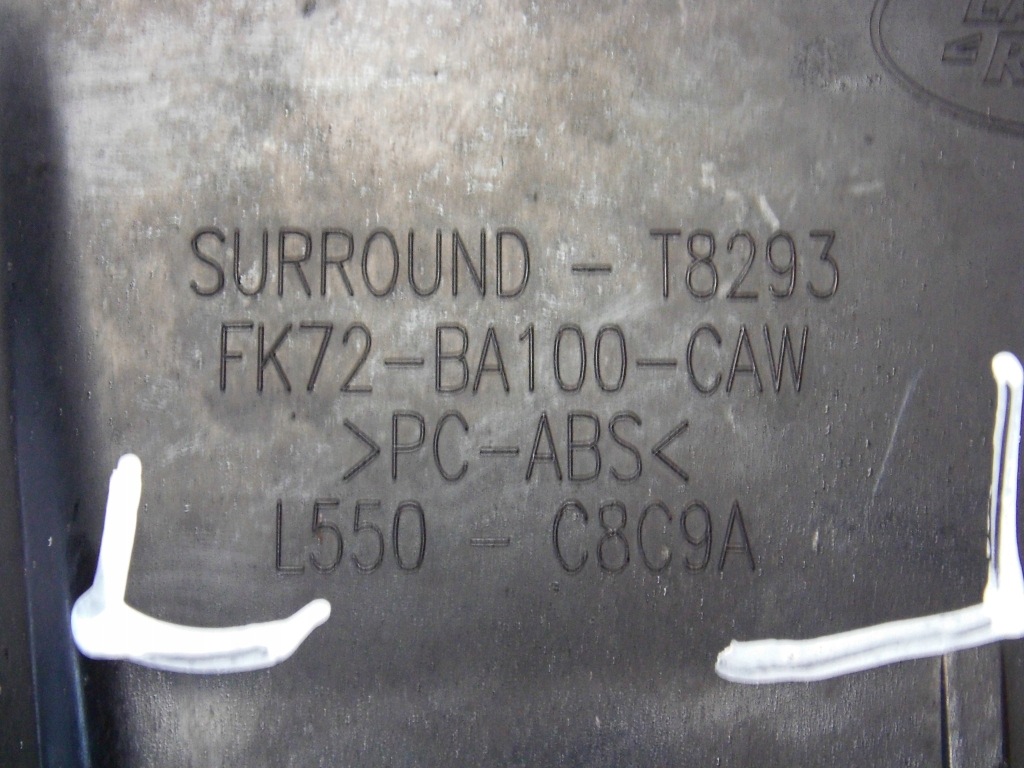 SURROUND - T8293
FK72-BA100-CAW
>PC-ABS<
L550 - C8C9A